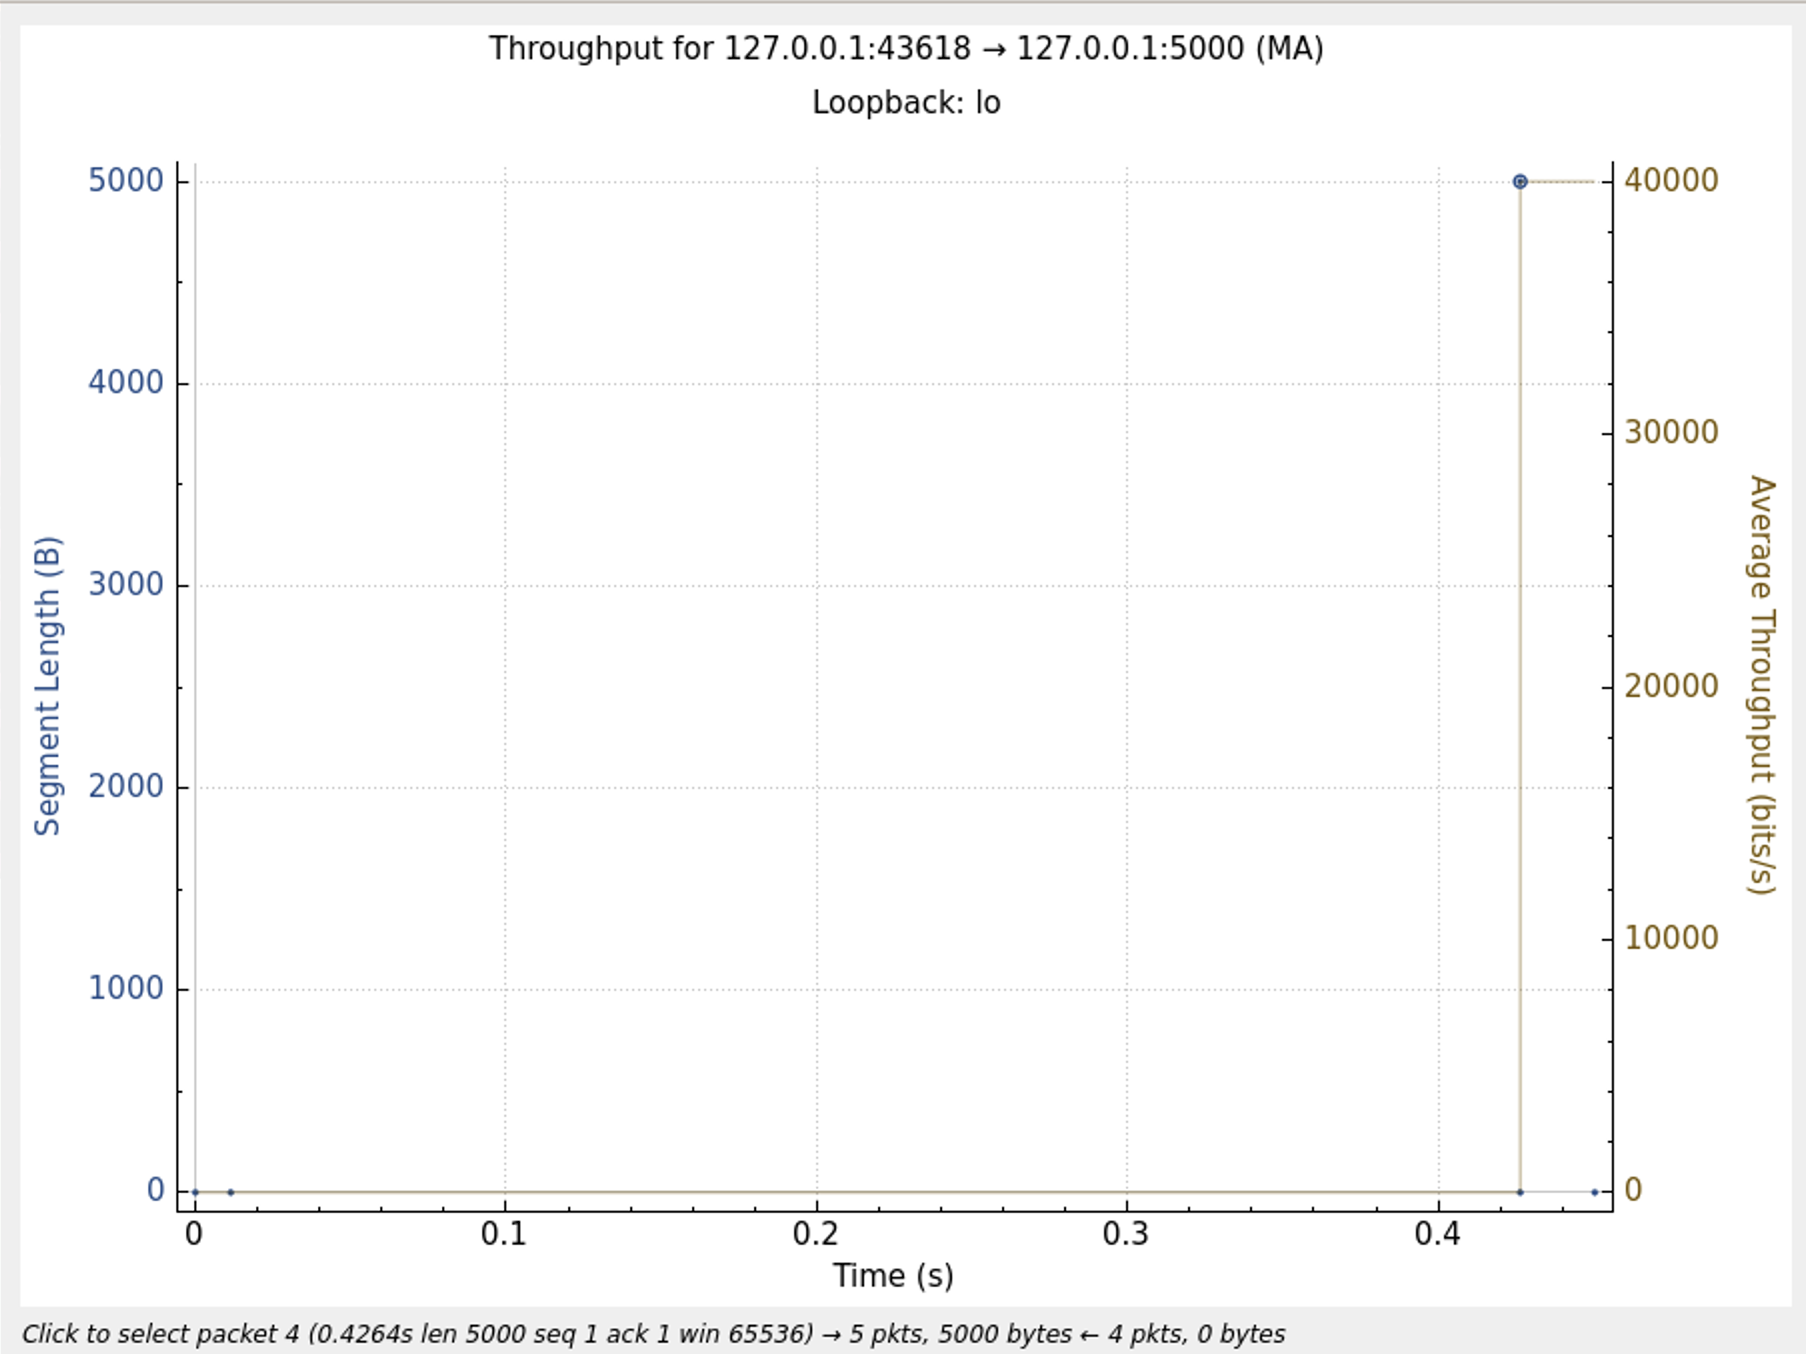 Throughput for 127.0.0.1:43618 → 127.0.0.1:5000 (MA)
Loopback: lo
Segment Length (B)
5000
4000
3000
2000
1000
0
40000
30000
20000
10000
0
Average Throughput (bits/s)
0 0.1 0.2 0.3 0.4
Time (s)
Click to select packet 4 (0.4264s len 5000 seq 1 ack 1 win 65536) → 5 pkts, 5000 bytes ← 4 pkts, 0 bytes